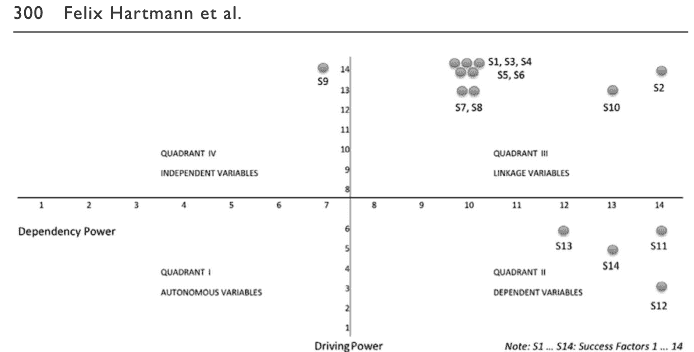 300 Felix Hartmann et al.
14
S1, S3, S4
S5, S6
S9
S2
13
S7, S8
S10
12
11
10
QUADRANT IV
QUADRANT III
9
INDEPENDENT VARIABLES
LINKAGE VARIABLES
8
1 2 3 4 5 6 7 8 9 10 11 12 13 14
Dependency Power
6
5
S13
S11
4
S14
QUADRANT I
QUADRANT II
3
AUTONOMOUS VARIABLES
DEPENDENT VARIABLES
2
S12
1
Driving Power
Note: S1 ... S14: Success Factors 1 ... 14